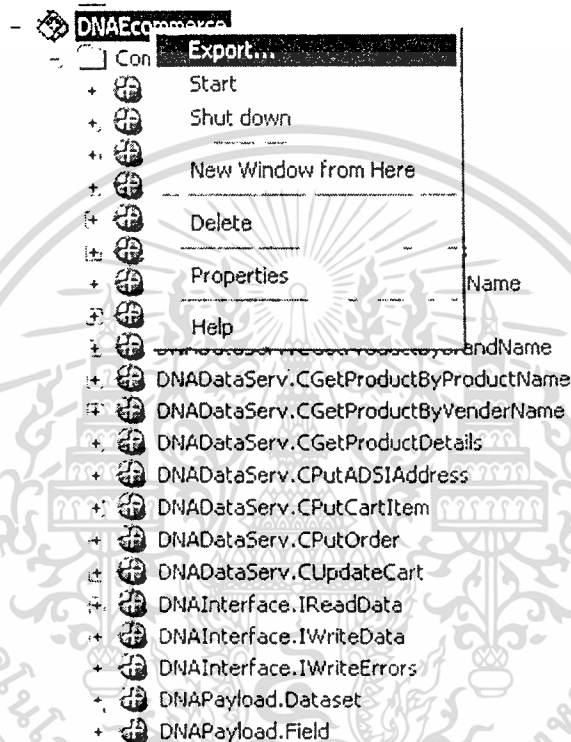 DNAEcommerce
Con
Export...
Start
Shut down
New Window from Here
Delete
Properties
Name
Help
DNADataServ.CGetProductByBrandName
DNADataServ.CGetProductByProductName
DNADataServ.CGetProductByVenderName
DNADataServ.CGetProductDetails
DNADataServ.CPutADSIAddress
DNADataServ.CPutCartItem
DNADataServ.CPutOrder
DNADataServ.CUpdateCart
DNAInterface.IReadData
DNAInterface.IWriteData
DNAInterface.IWriteErrors
DNAPayload.Dataset
DNAPayload.Field